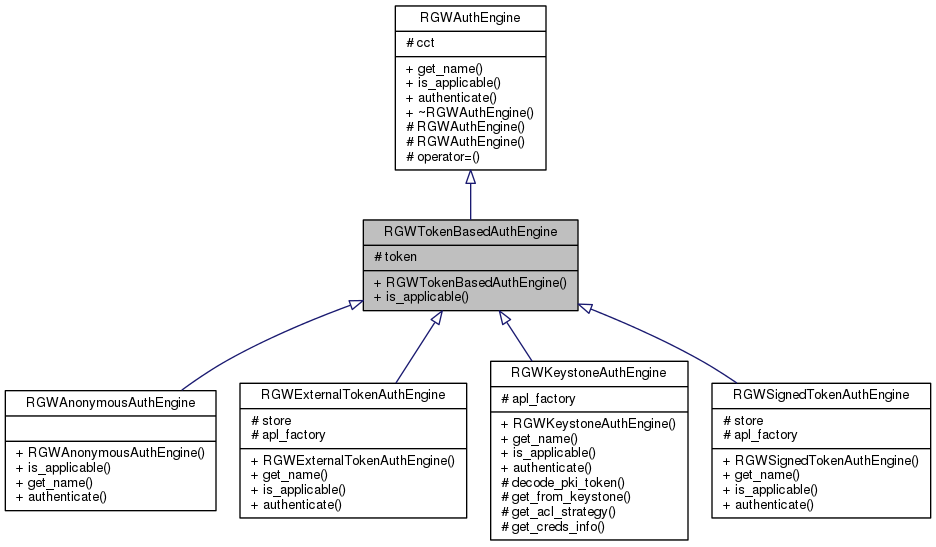 RGWAuthEngine
# cct
+ get_name()
+ is_applicable()
+ authenticate()
+ ~RGWAuthEngine()
# RGWAuthEngine()
# RGWAuthEngine()
# operator=()
RGWTokenBasedAuthEngine
# token
+ RGWTokenBasedAuthEngine()
+ is_applicable()
RGWAnonymousAuthEngine
+ RGWAnonymousAuthEngine()
+ is_applicable()
+ get_name()
+ authenticate()
RGWExternalTokenAuthEngine
# store
# apl_factory
+ RGWExternalTokenAuthEngine()
+ get_name()
+ is_applicable()
+ authenticate()
RGWKeystoneAuthEngine
# apl_factory
+ RGWKeystoneAuthEngine()
+ get_name()
+ is_applicable()
+ authenticate()
# decode_pki_token()
# get_from_keystone()
# get_acl_strategy()
# get_creds_info()
RGWSignedTokenAuthEngine
# store
# apl_factory
+ RGWSignedTokenAuthEngine()
+ get_name()
+ is_applicable()
+ authenticate()